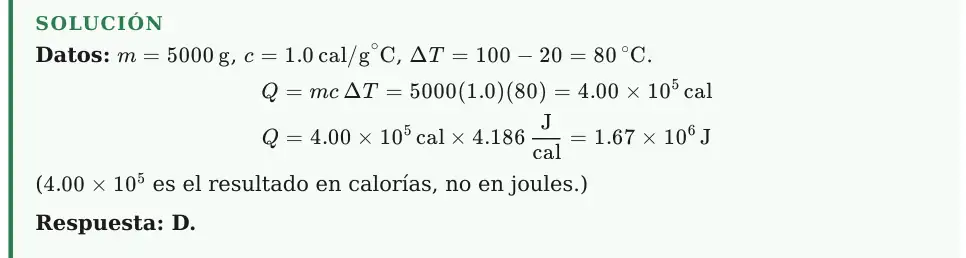 SOLUCIÓN
Datos: m = 5000 g, c = 1.0 cal/g°C, ΔT = 100 − 20 = 80 °C.
Q = mc ΔT = 5000(1.0)(80) = 4.00 × 10⁵ cal
Q = 4.00 × 10⁵ cal × 4.186 J/cal = 1.67 × 10⁶ J
(4.00 × 10⁵ es el resultado en calorías, no en joules.)
Respuesta: D.